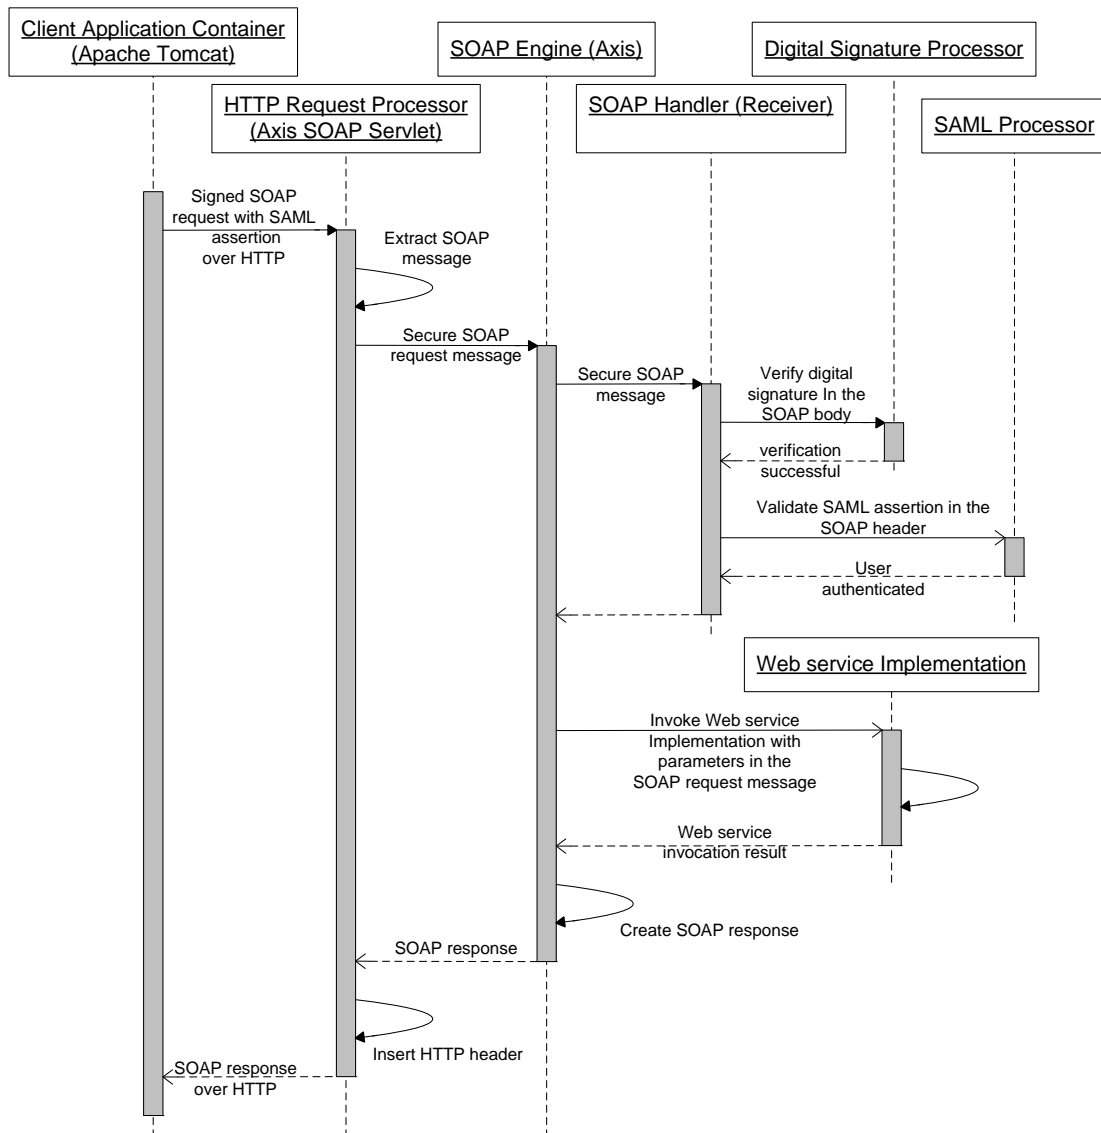 Client Application Container
(Apache Tomcat)
SOAP Engine (Axis)
Digital Signature Processor
HTTP Request Processor
(Axis SOAP Servlet)
SOAP Handler (Receiver)
SAML Processor
Signed SOAP
request with SAML
assertion
over HTTP
Extract SOAP
message
Secure SOAP
request message
Secure SOAP
message
Verify digital
signature In the
SOAP body
verification
successful
Validate SAML assertion in the
SOAP header
User
authenticated
Web service Implementation
Invoke Web service
Implementation with
parameters in the
SOAP request message
Web service
invocation result
Create SOAP response
SOAP response
Insert HTTP header
SOAP response
over HTTP